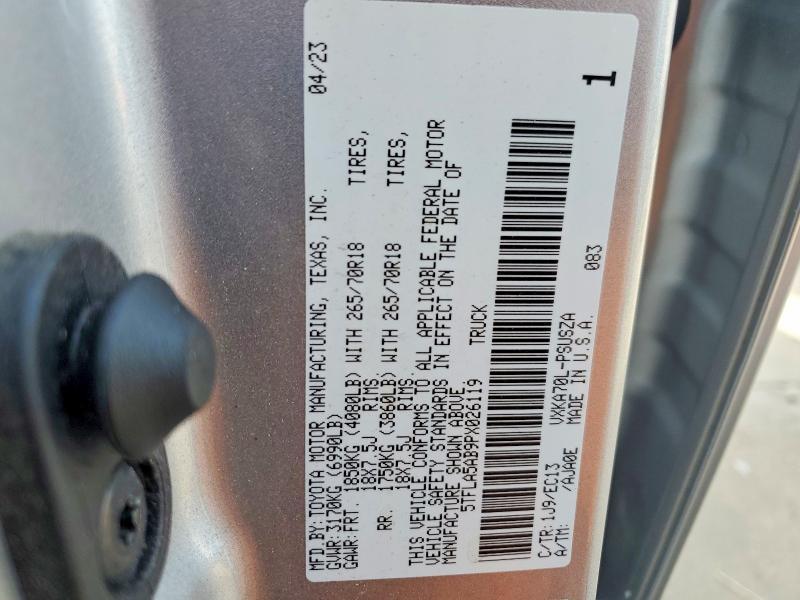 MFD.BY:TOYOTA MOTOR MANUFACTURING, TEXAS, INC. 04/23
GVWR:3170KG (6990LB)
GAWR:FRT. 1850KG (4080LB) WITH 265/70R18 TIRES,
18X7.5J RIMS
RR. 1750KG (3860LB) WITH 265/70R18 TIRES,
18X7.5J RIMS
THIS VEHICLE CONFORMS TO ALL APPLICABLE FEDERAL MOTOR
VEHICLE SAFETY STANDARDS IN EFFECT ON THE DATE OF
MANUFACTURE SHOWN ABOVE.
5TFLA5AB9PX026119 TRUCK
C/TR:1J9/EC13 VXKA70L-PSUSZA 083
A/TM: /AJA0E MADE IN U.S.A.
1